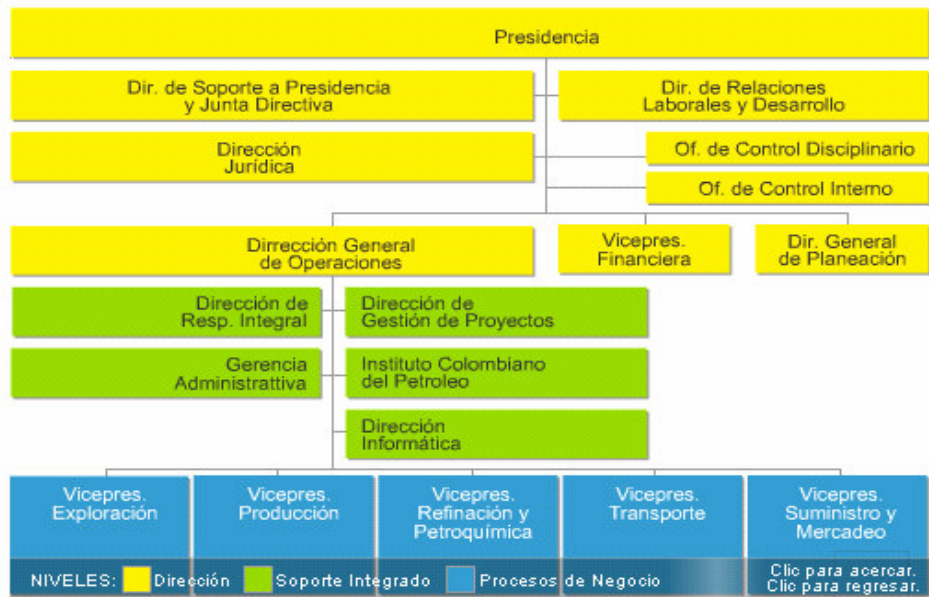 Presidencia
Dir. de Soporte a Presidencia
y Junta Directiva
Dir. de Relaciones
Laborales y Desarrollo
Dirección
Jurídica
Of. de Control Disciplinario
Of. de Control Interno
Dirrección General
de Operaciones
Vicepres.
Financiera
Dir. General
de Planeación
Dirección de
Resp. Integral
Dirección de
Gestión de Proyectos
Gerencia
Administrattiva
Instituto Colombiano
del Petroleo
Dirección
Informática
Vicepres.
Exploración
Vicepres.
Producción
Vicepres.
Refinación y
Petroquímica
Vicepres.
Transporte
Vicepres.
Suministro y
Mercadeo
NIVELES: Dirección Soporte Integrado Procesos de Negocio
Clic para acercar.
Clic para regresar.